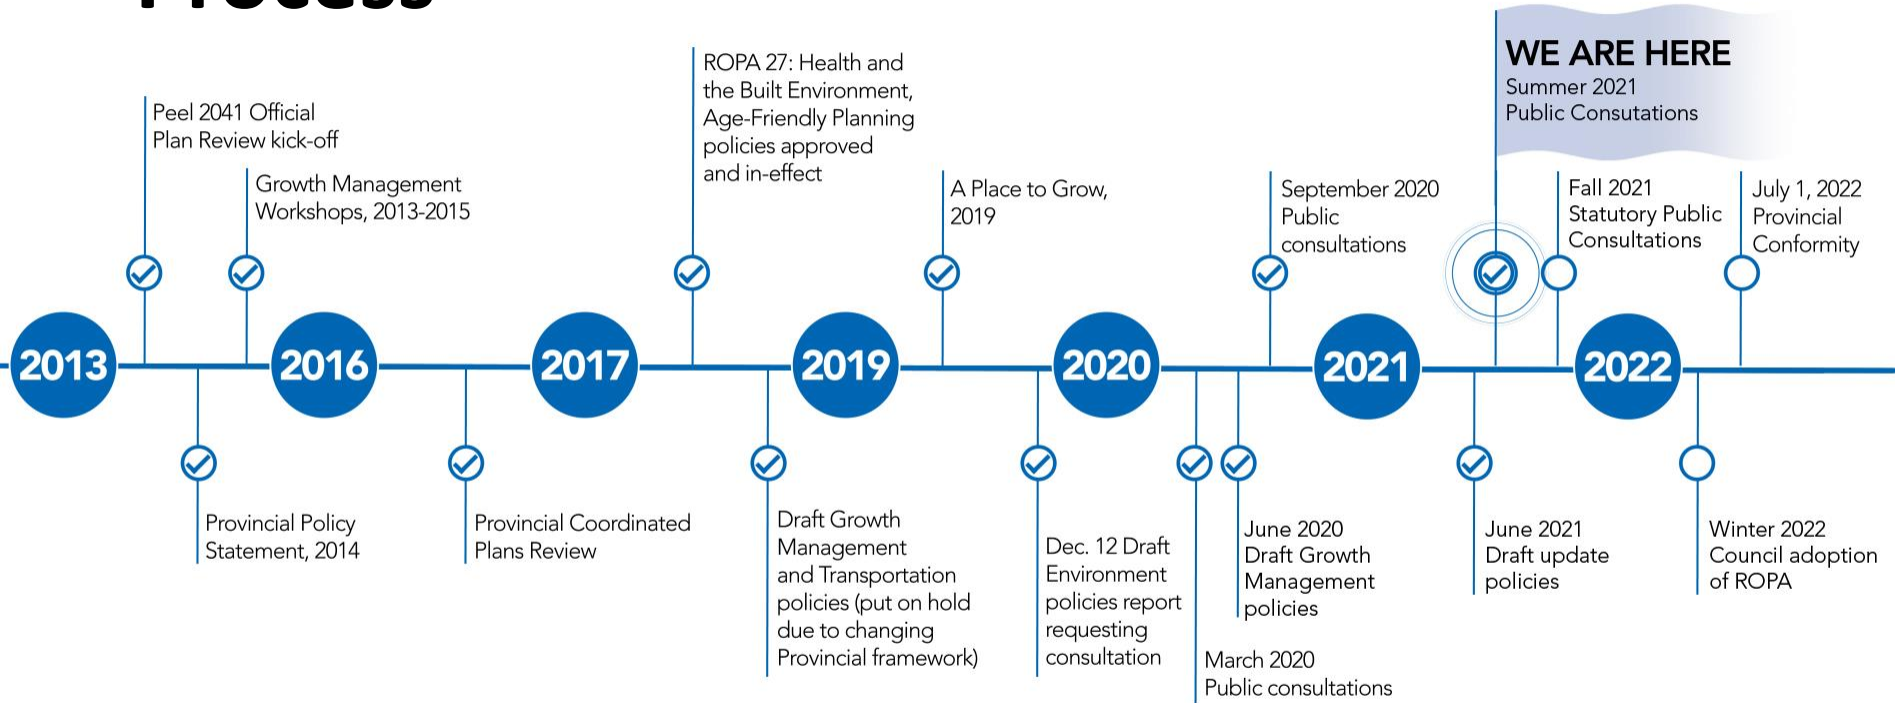 Process
WE ARE HERE
Summer 2021
Public Consutations
ROPA 27: Health and
the Built Environment,
Age-Friendly Planning
policies approved
and in-effect
Peel 2041 Official
Plan Review kick-off
Growth Management
Workshops, 2013-2015
A Place to Grow,
2019
September 2020
Public
consultations
Fall 2021
Statutory Public
Consultations
July 1, 2022
Provincial
Conformity
2013
2016
2017
2019
2020
2021
2022
Provincial Policy
Statement, 2014
Provincial Coordinated
Plans Review
Draft Growth
Management
and Transportation
policies (put on hold
due to changing
Provincial framework)
Dec. 12 Draft
Environment
policies report
requesting
consultation
March 2020
Public consultations
June 2020
Draft Growth
Management
policies
June 2021
Draft update
policies
Winter 2022
Council adoption
of ROPA